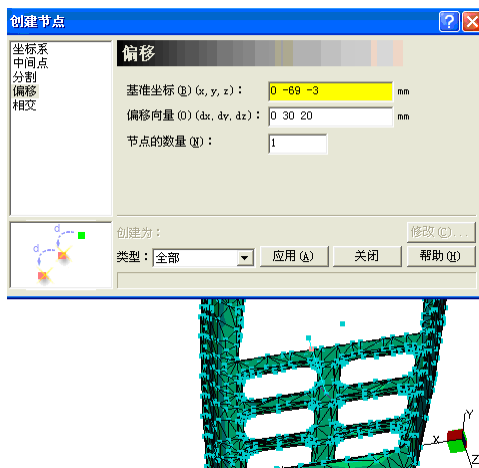 创建节点
坐标系
中间点
分割
偏移
相交
偏移
基准坐标(B)(x,y,z)： 0 -69 -3 mm
偏移向量(O)(dx,dy,dz)： 0 30 20 mm
节点的数量(N)： 1
d
d
创建为：
修改(C)...
类型： 全部 应用(A) 关闭 帮助(H)
Y
X
Z